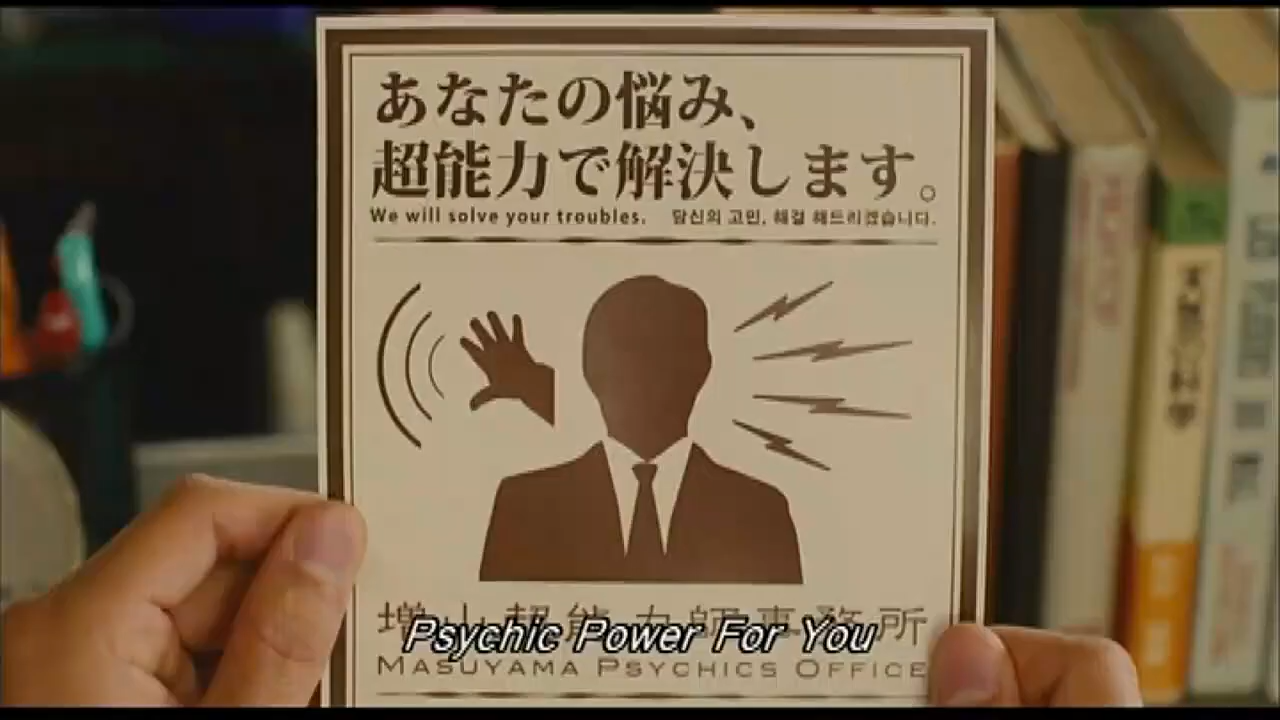 あなたの悩み、
超能力で解決します。
We will solve your troubles. 당신의 고민, 해결 해드리겠습니다.
増山超能力師事務所
Psychic Power For You
MASUYAMA PSYCHICS OFFICE